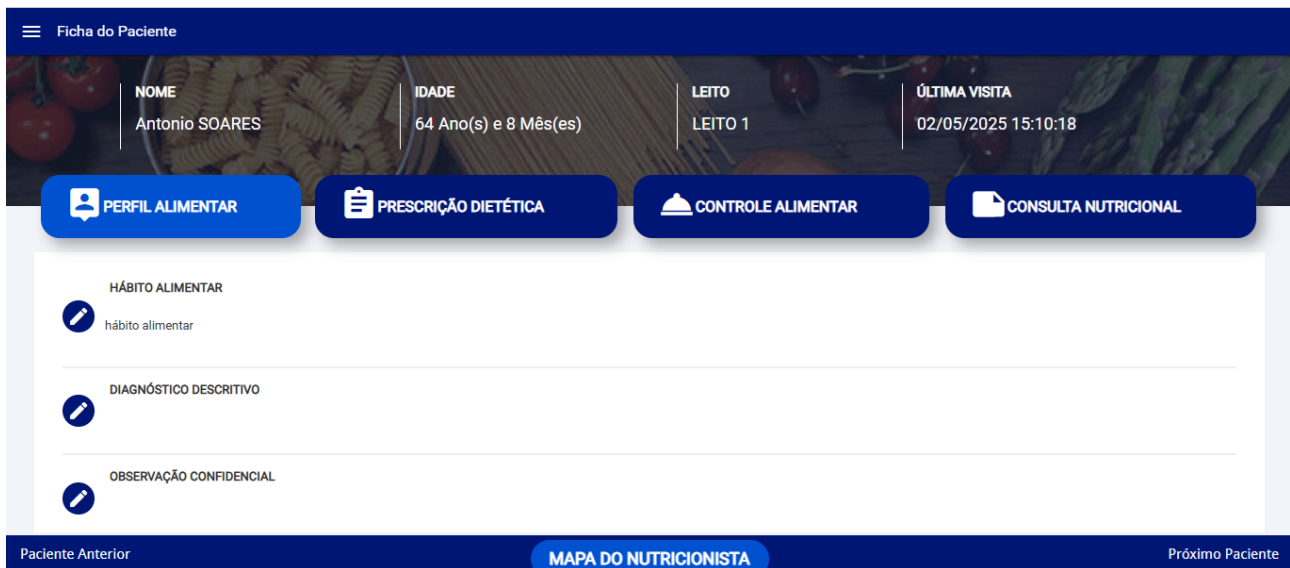 Ficha do Paciente
NOME
Antonio SOARES
IDADE
64 Ano(s) e 8 Mês(es)
LEITO
LEITO 1
ÚLTIMA VISITA
02/05/2025 15:10:18
PERFIL ALIMENTAR
PRESCRIÇÃO DIETÉTICA
CONTROLE ALIMENTAR
CONSULTA NUTRICIONAL
HÁBITO ALIMENTAR
hábito alimentar
DIAGNÓSTICO DESCRITIVO
OBSERVAÇÃO CONFIDENCIAL
Paciente Anterior
MAPA DO NUTRICIONISTA
Próximo Paciente